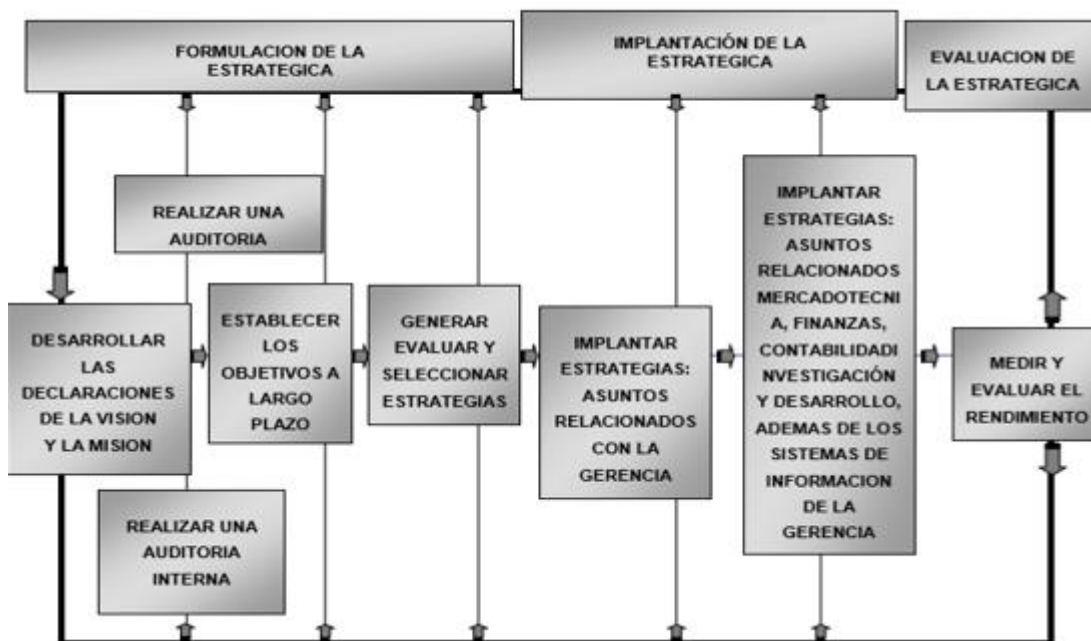 FORMULACION DE LA
ESTRATEGICA
IMPLANTACIÓN DE LA
ESTRATEGICA
EVALUACION DE
LA ESTRATEGICA
REALIZAR UNA
AUDITORIA
DESARROLLAR
LAS
DECLARACIONES
DE LA VISION
Y LA MISION
ESTABLECER
LOS
OBJETIVOS A
LARGO
PLAZO
GENERAR
EVALUAR Y
SELECCIONAR
ESTRATEGIAS
IMPLANTAR
ESTRATEGIAS:
ASUNTOS
RELACIONADOS
CON LA
GERENCIA
IMPLANTAR
ESTRATEGIAS:
ASUNTOS
RELACIONADOS
MERCADOTECNI
A, FINANZAS,
CONTABILIDADI
NVESTIGACIÓN
Y DESARROLLO,
ADEMAS DE LOS
SISTEMAS DE
INFORMACION
DE LA
GERENCIA
MEDIR Y
EVALUAR EL
RENDIMIENTO
REALIZAR UNA
AUDITORIA
INTERNA